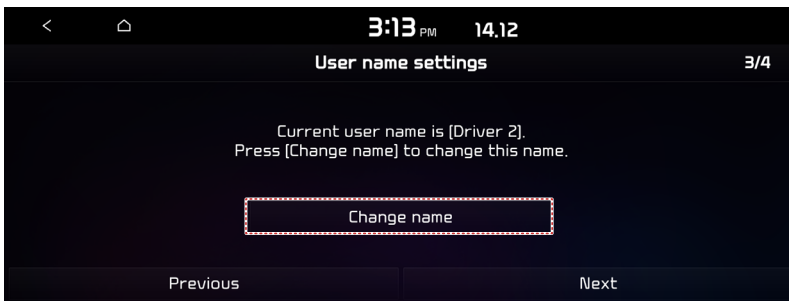 3:13 PM 14.12
User name settings 3/4
Current user name is [Driver 2].
Press [Change name] to change this name.
Change name
Previous Next